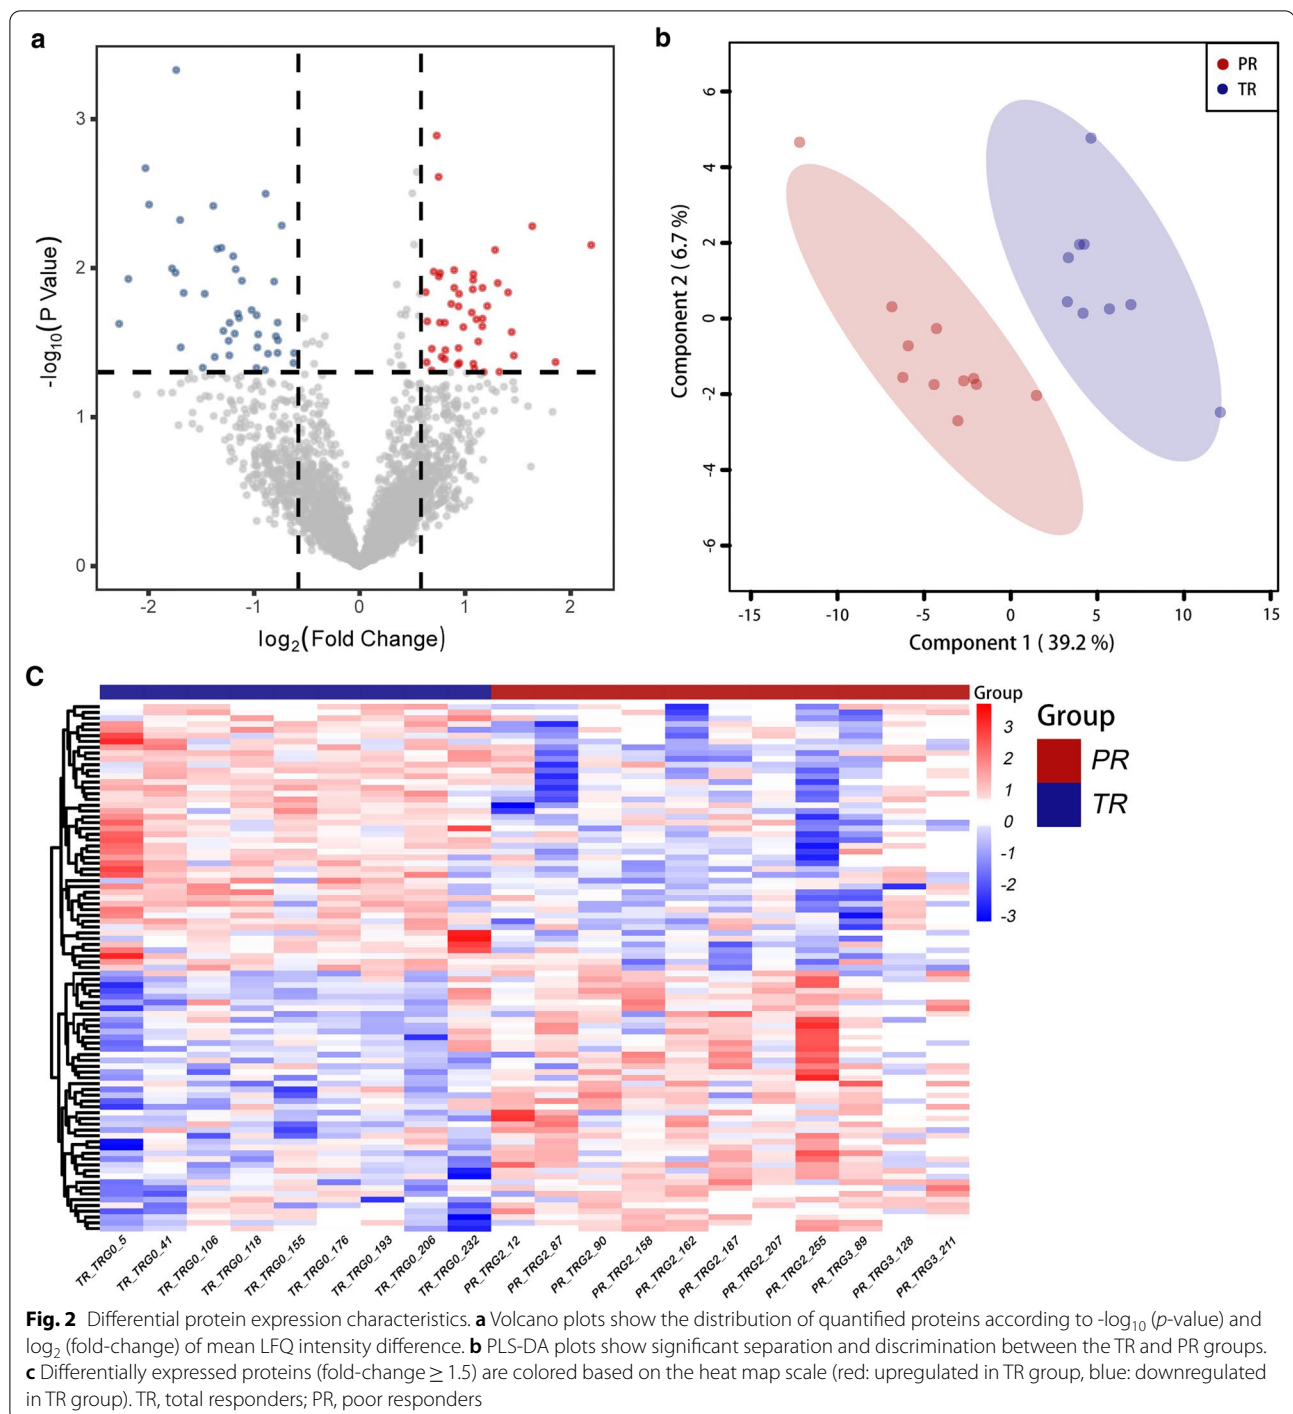 a
3
2
1
0
-log10(P Value)
-2 -1 0 1 2
log2(Fold Change)
b
PR
TR
6
4
2
0
-2
-4
-6
Component 2 ( 6.7 %)
-15 -10 -5 0 5 10 15
Component 1 ( 39.2 %)
C
Group
3
2
1
0
-1
-2
-3
Group
PR
TR
TR_TRG0_5
TR_TRG0_41
TR_TRG0_106
TR_TRG0_118
TR_TRG0_155
TR_TRG0_176
TR_TRG0_193
TR_TRG0_206
TR_TRG0_232
PR_TRG2_12
PR_TRG2_87
PR_TRG2_90
PR_TRG2_158
PR_TRG2_162
PR_TRG2_187
PR_TRG2_207
PR_TRG2_255
PR_TRG3_89
PR_TRG3_128
PR_TRG3_211
Fig. 2 Differential protein expression characteristics. a Volcano plots show the distribution of quantified proteins according to -log10 (p-value) and
log2 (fold-change) of mean LFQ intensity difference. b PLS-DA plots show significant separation and discrimination between the TR and PR groups.
c Differentially expressed proteins (fold-change ≥ 1.5) are colored based on the heat map scale (red: upregulated in TR group, blue: downregulated
in TR group). TR, total responders; PR, poor responders